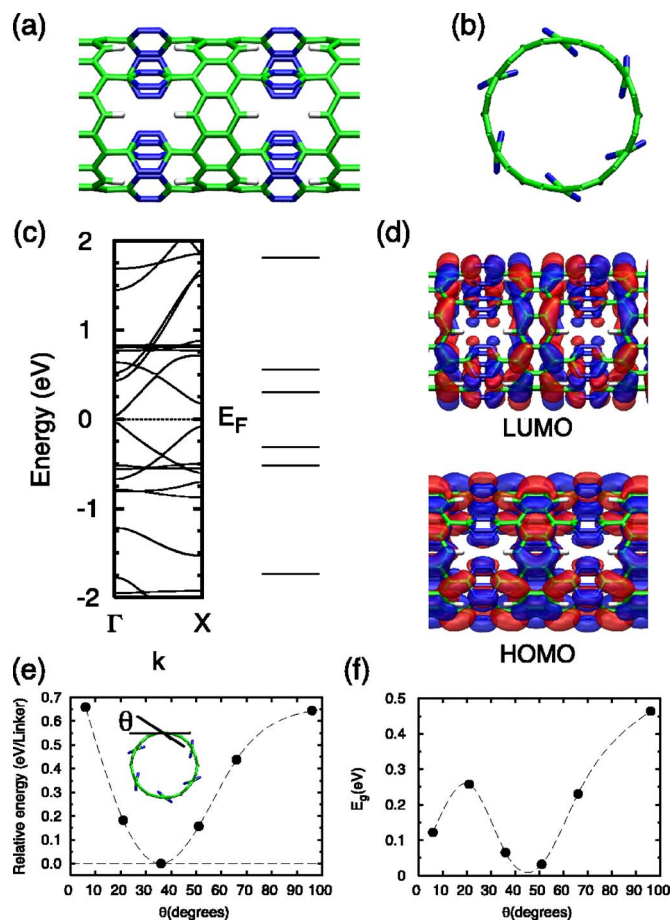 (a)
(b)
(c)
(d)
2
1
0
-1
-2
Energy (eV)
Γ
X
k
E_F
LUMO
HOMO
(e)
(f)
0.7
0.6
0.5
0.4
0.3
0.2
0.1
0.0
Relative energy (eV/Linker)
θ
0 10 20 30 40 50 60 70 80 90 100
θ(degrees)
0.5
0.4
0.3
0.2
0.1
0
E_g(eV)
0 10 20 30 40 50 60 70 80 90 100
θ(degrees)